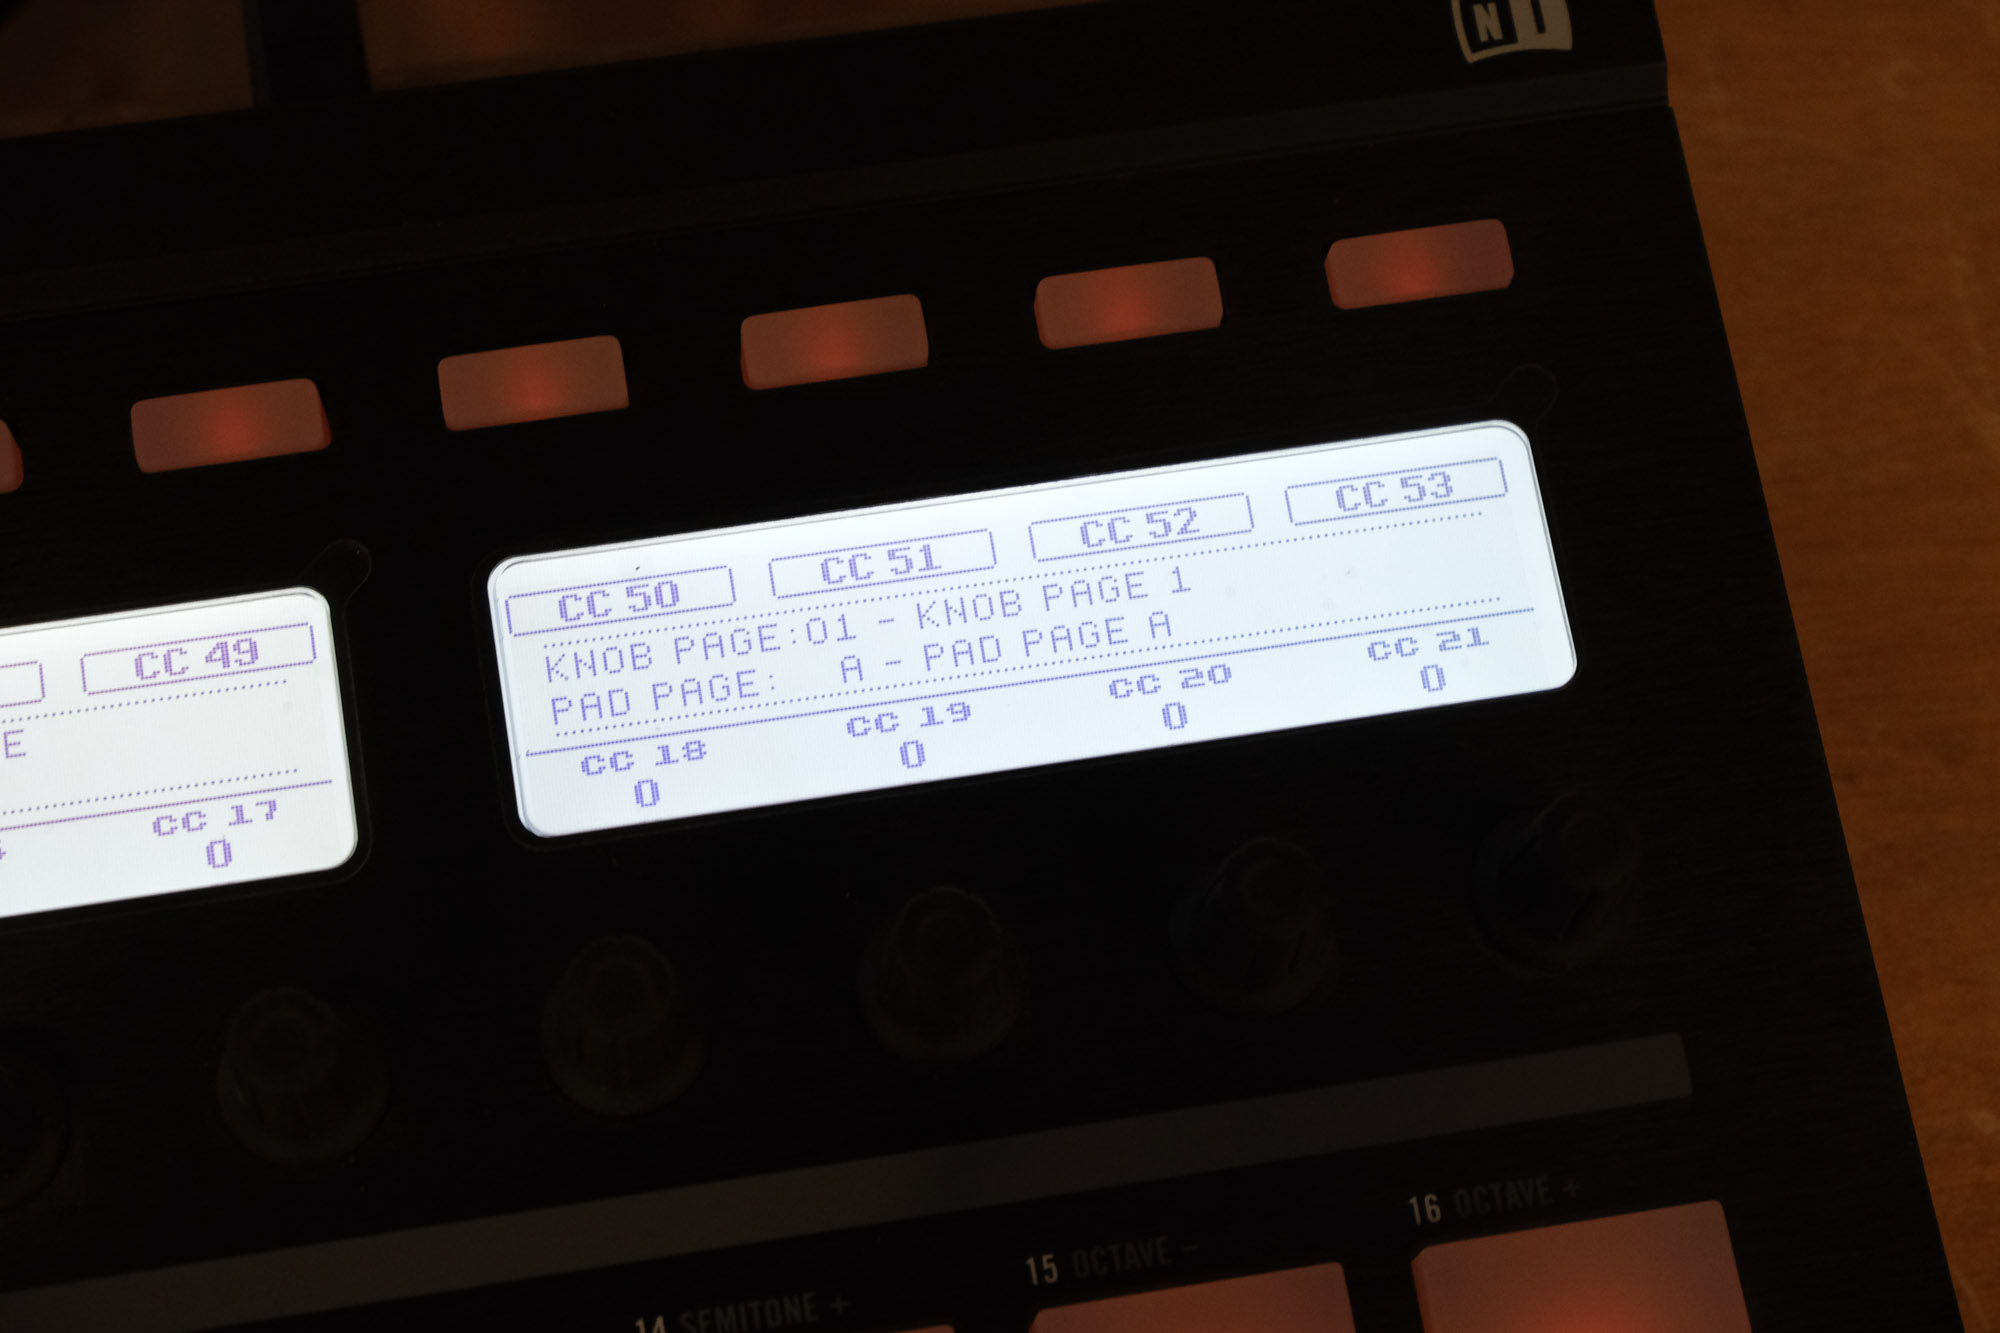 NI
CC 49
E
CC 17
0
CC 50 CC 51 CC 52 CC 53
KNOB PAGE:01 - KNOB PAGE 1
PAD PAGE: A - PAD PAGE A
CC 18 CC 19 CC 20 CC 21
0 0 0 0
14 SEMITONE +
15 OCTAVE -
16 OCTAVE +